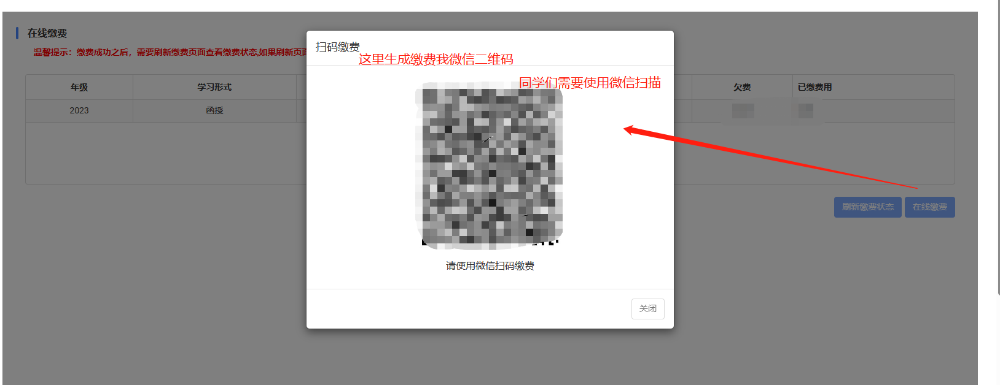 在线缴费
温馨提示：缴费成功之后，需要刷新缴费页面查看缴费状态,如果刷新页面
扫码缴费
这里生成缴费我微信二维码
同学们需要使用微信扫描
年级 学习形式 欠费 已缴费用
2023 函授
刷新缴费状态 在线缴费
请使用微信扫码缴费
关闭